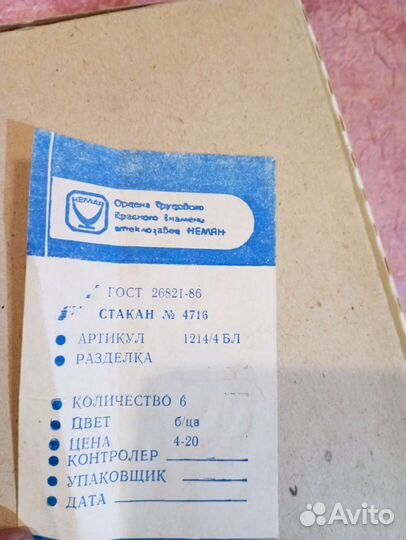 НЕМАН
Ордена Трудового
Красного Знамени
стеклозавод НЕМАН
ГОСТ 26821-86
СТАКАН № 4716
АРТИКУЛ 1214/4 БЛ
РАЗДЕЛКА
КОЛИЧЕСТВО 6
ЦВЕТ б/цв
ЦЕНА 4-20
КОНТРОЛЕР
УПАКОВЩИК
ДАТА
Avito